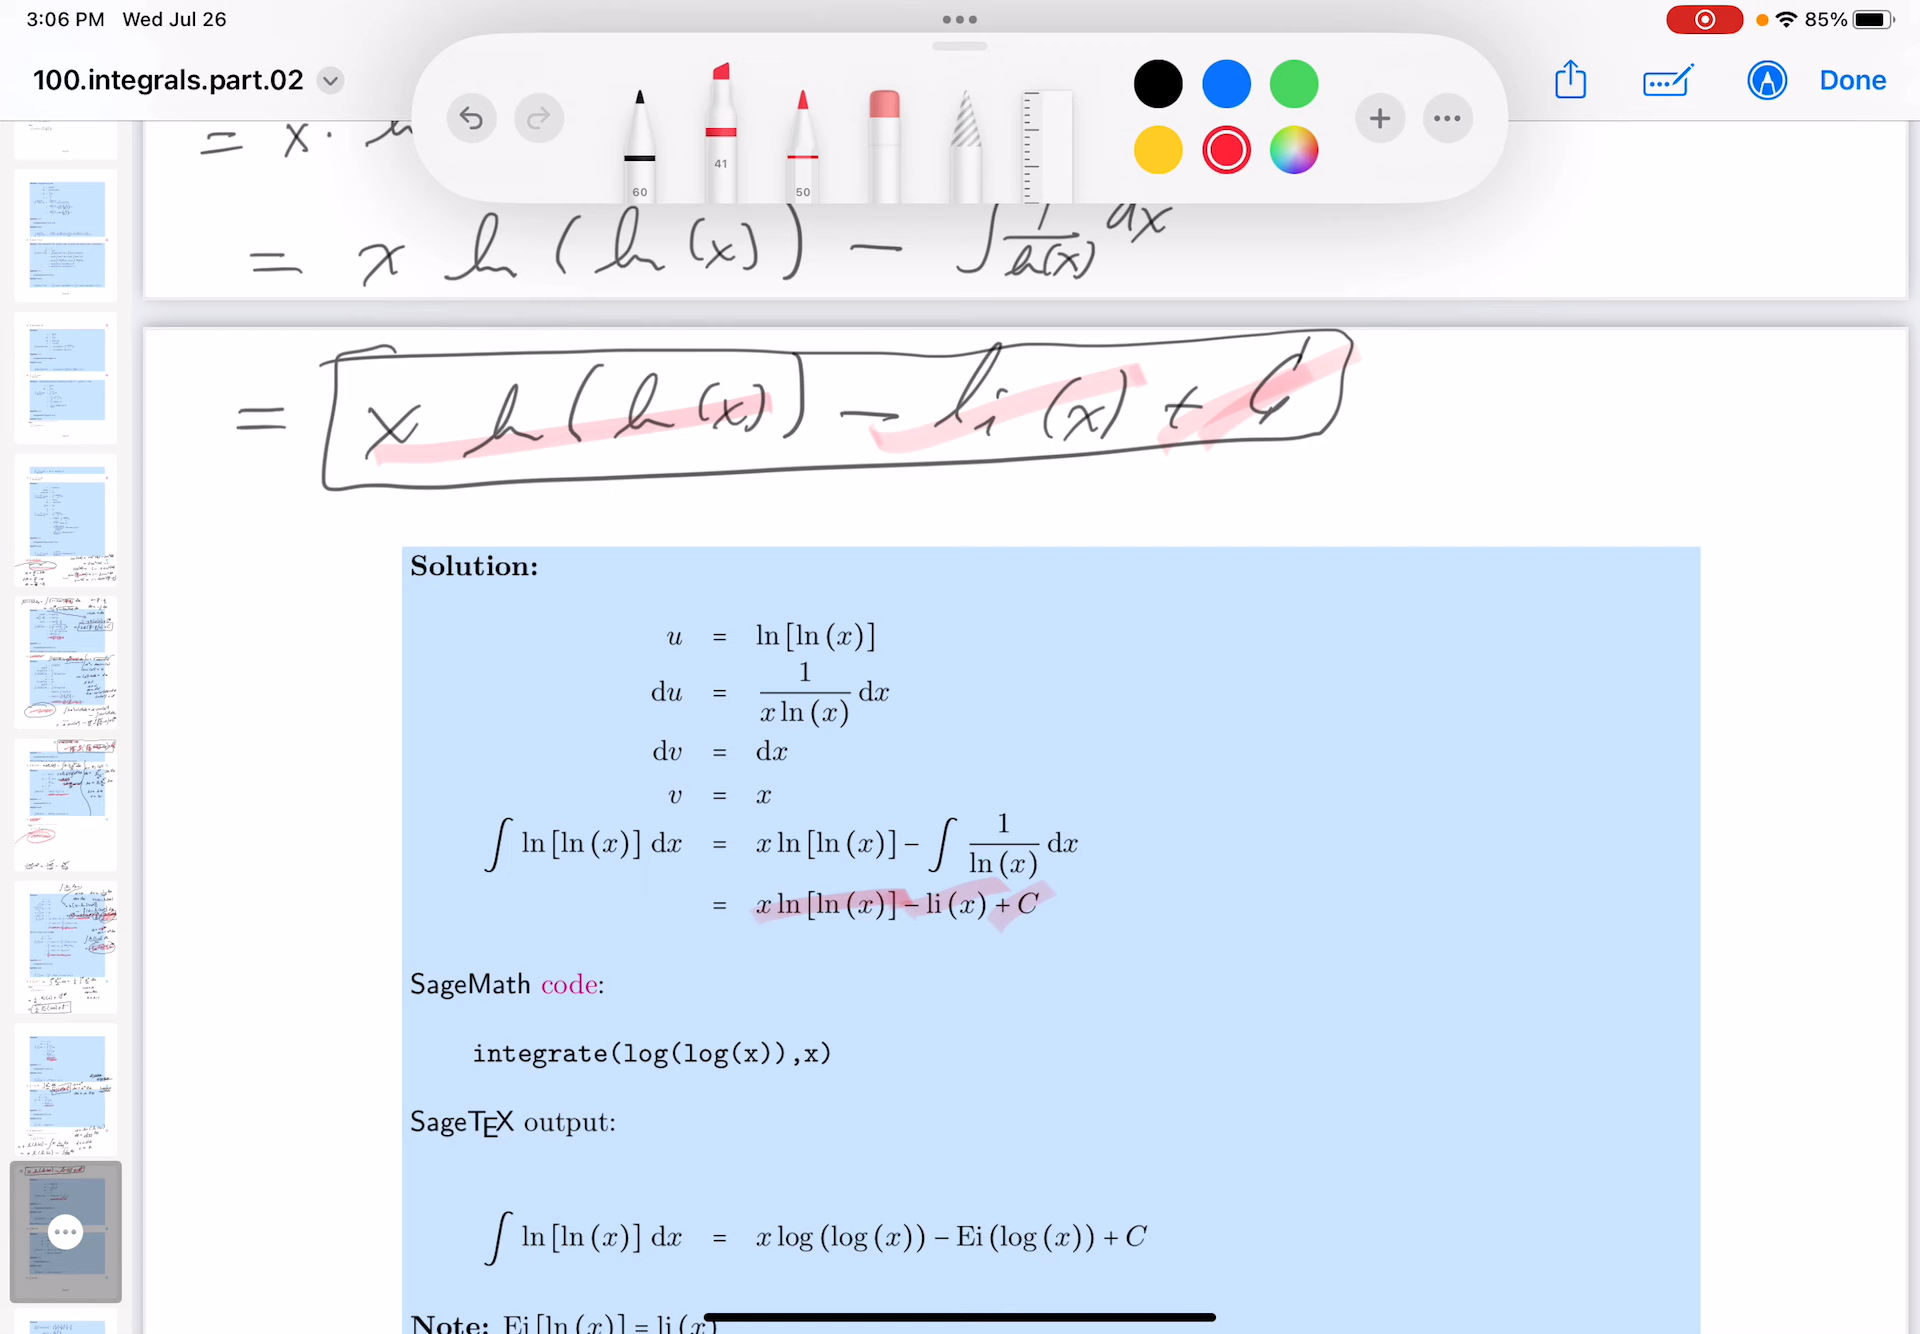 3:06 PM Wed Jul 26
85%
100.integrals.part.02
Done
60 41 50
= x ·
= x ln (ln (x)) − ∫ 1/ln(x) dx
= x ln (ln (x)) − li (x) + C
Solution:
u = ln [ln (x)]
du = 1/(x ln (x)) dx
dv = dx
v = x
∫ ln [ln (x)] dx = x ln [ln (x)] − ∫ 1/ln (x) dx
= x ln [ln (x)] − li (x) + C
SageMath code:
integrate(log(log(x)),x)
SageTEX output:
∫ ln [ln (x)] dx = x log (log (x)) − Ei (log (x)) + C
Note: Ei [ln (x)] = li (x)